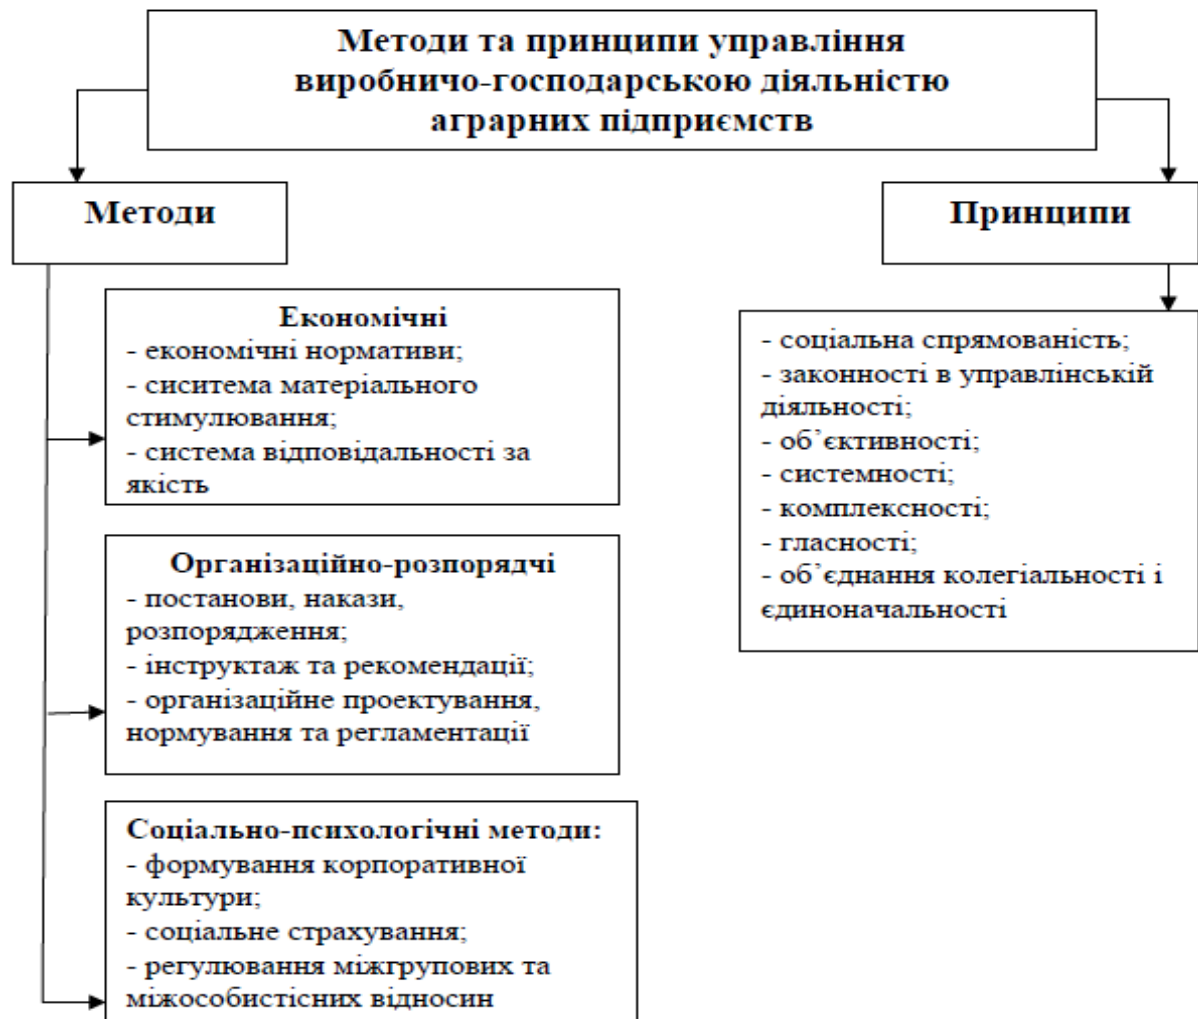 Методи та принципи управління
виробничо-господарською діяльністю
аграрних підприємств
Методи
Принципи
Економічні
- економічні нормативи;
- сиситема матеріального
стимулювання;
- система відповідальності за
якість
Організаційно-розпорядчі
- постанови, накази,
розпорядження;
- інструктаж та рекомендації;
- організаційне проектування,
нормування та регламентації
Соціально-психологічні методи:
- формування корпоративної
культури;
- соціальне страхування;
- регулювання міжгрупових та
міжособистісних відносин
- соціальна спрямованість;
- законності в управлінській
діяльності;
- об’єктивності;
- системності;
- комплексності;
- гласності;
- об’єднання колегіальності і
єдиноначальності